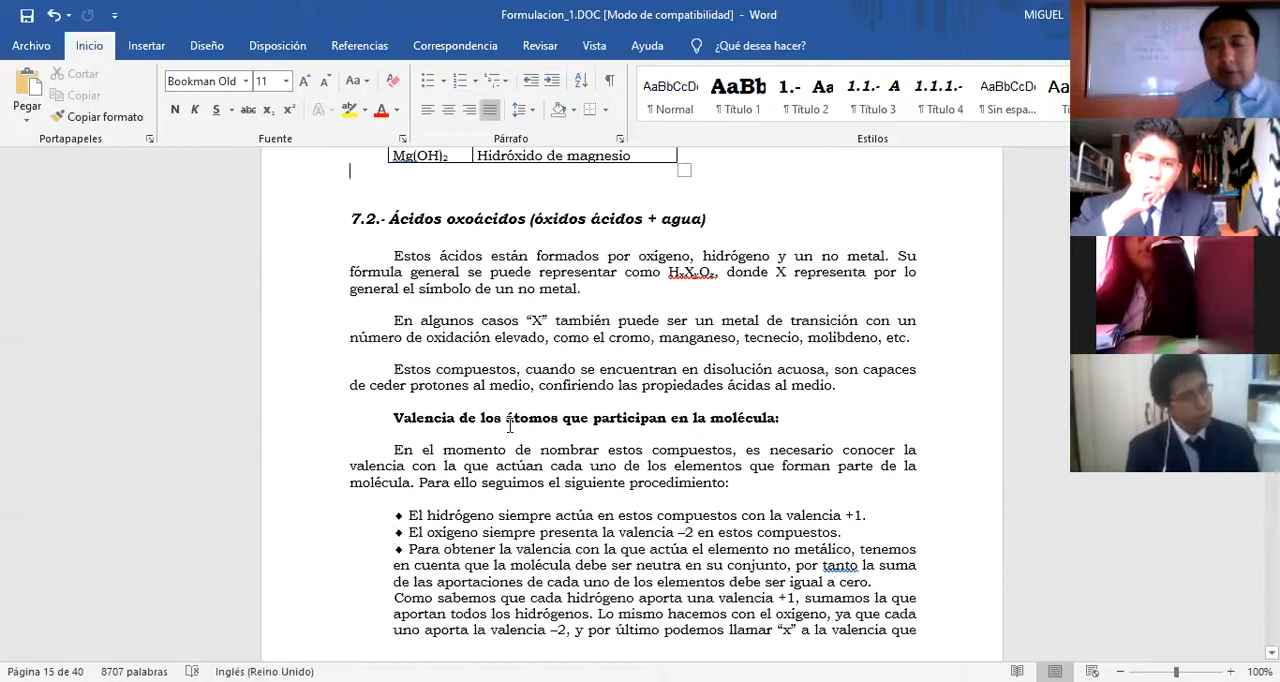 Formulacion_1.DOC [Modo de compatibilidad] - Word
MIGUEL
Archivo Inicio Insertar Diseño Disposición Referencias Correspondencia Revisar Vista Ayuda ¿Qué desea hacer?
Pegar
Cortar
Copiar
Copiar formato
Portapapeles
Bookman Old 11
Aa
N K S abc x₂ x²
A A
Fuente
Párrafo
AaBbCcDc AaBb 1.- Aa 1.1.- A 1.1.1.- AaBbCcDc Aa
¶ Normal ¶ Título 1 ¶ Título 2 ¶ Título 3 ¶ Título 4 ¶ Sin espa... ¶ T
Estilos
Mg(OH)₂ Hidróxido de magnesio
7.2.- Ácidos oxoácidos (óxidos ácidos + agua)
Estos ácidos están formados por oxígeno, hidrógeno y un no metal. Su
fórmula general se puede representar como HₓXᵧO_z, donde X representa por lo
general el símbolo de un no metal.
En algunos casos “X” también puede ser un metal de transición con un
número de oxidación elevado, como el cromo, manganeso, tecnecio, molibdeno, etc.
Estos compuestos, cuando se encuentran en disolución acuosa, son capaces
de ceder protones al medio, confiriendo las propiedades ácidas al medio.
Valencia de los átomos que participan en la molécula:
En el momento de nombrar estos compuestos, es necesario conocer la
valencia con la que actúan cada uno de los elementos que forman parte de la
molécula. Para ello seguimos el siguiente procedimiento:
♦ El hidrógeno siempre actúa en estos compuestos con la valencia +1.
♦ El oxígeno siempre presenta la valencia –2 en estos compuestos.
♦ Para obtener la valencia con la que actúa el elemento no metálico, tenemos
en cuenta que la molécula debe ser neutra en su conjunto, por tanto la suma
de las aportaciones de cada uno de los elementos debe ser igual a cero.
Como sabemos que cada hidrógeno aporta una valencia +1, sumamos la que
aportan todos los hidrógenos. Lo mismo hacemos con el oxígeno, ya que cada
uno aporta la valencia –2, y por último podemos llamar “x” a la valencia que
Página 15 de 40 8707 palabras Inglés (Reino Unido) 100%